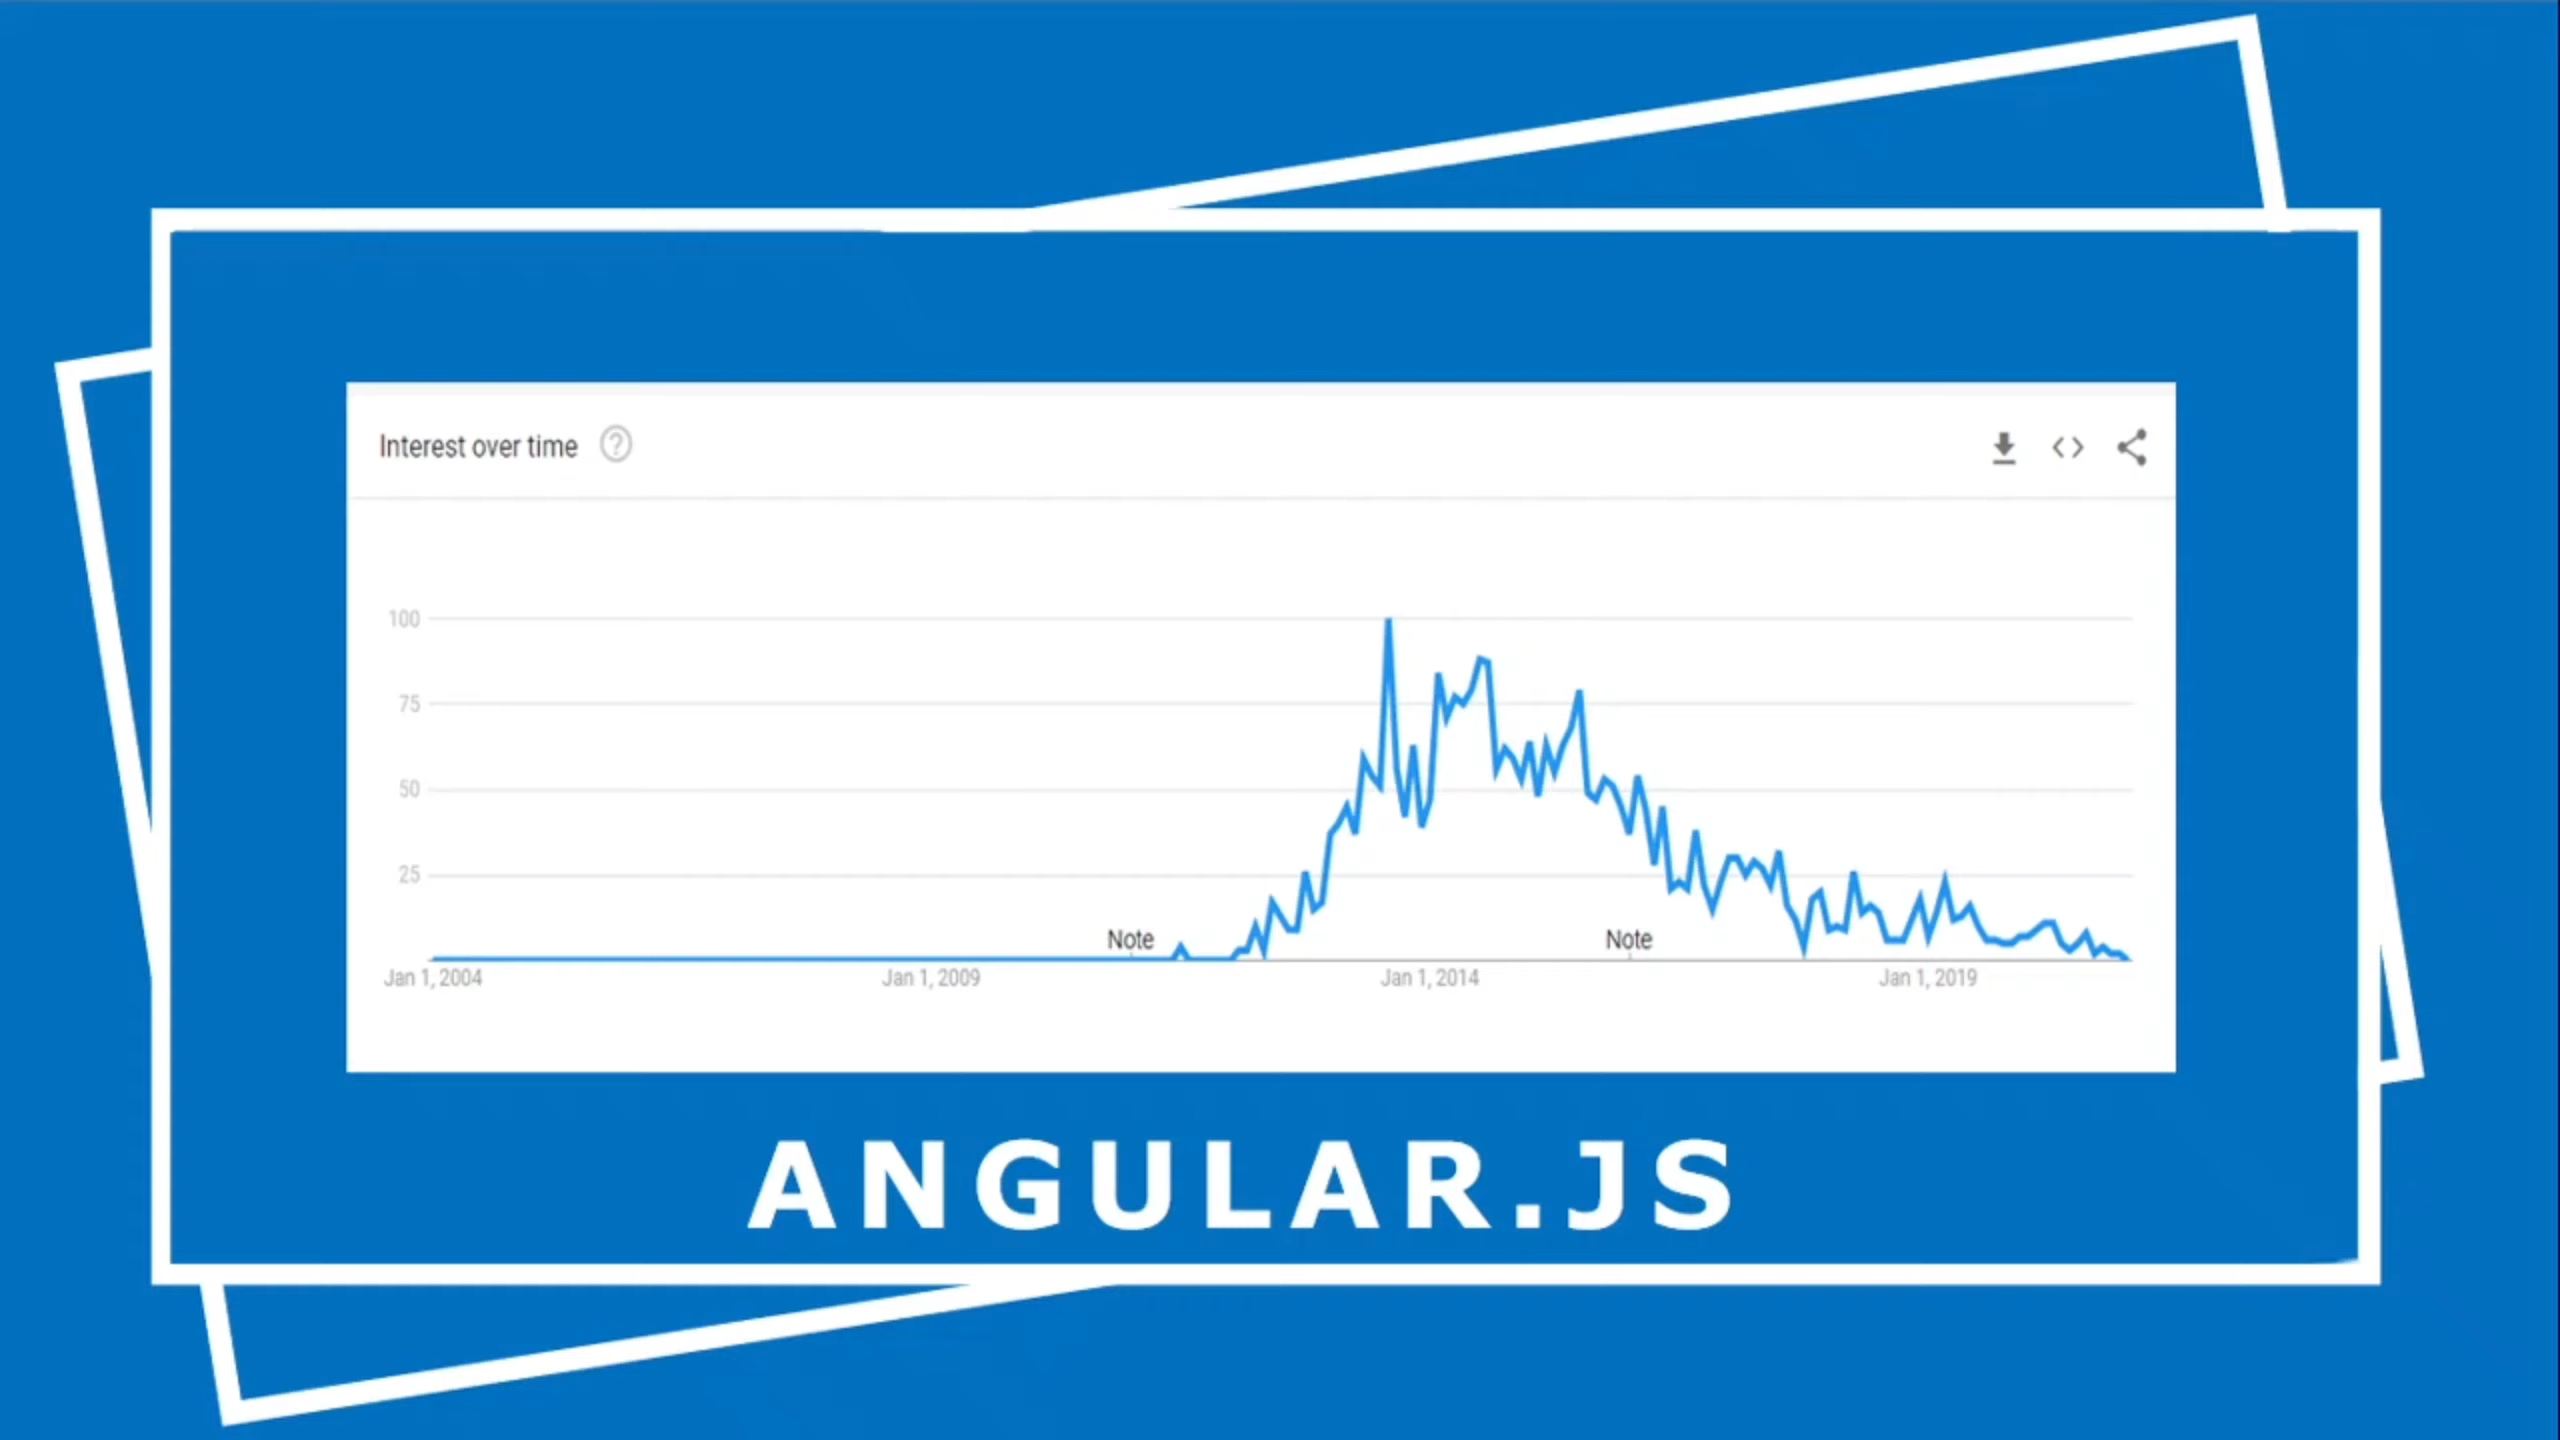 Interest over time
100
75
50
25
Note
Note
Jan 1, 2004
Jan 1, 2009
Jan 1, 2014
Jan 1, 2019
ANGULAR.JS